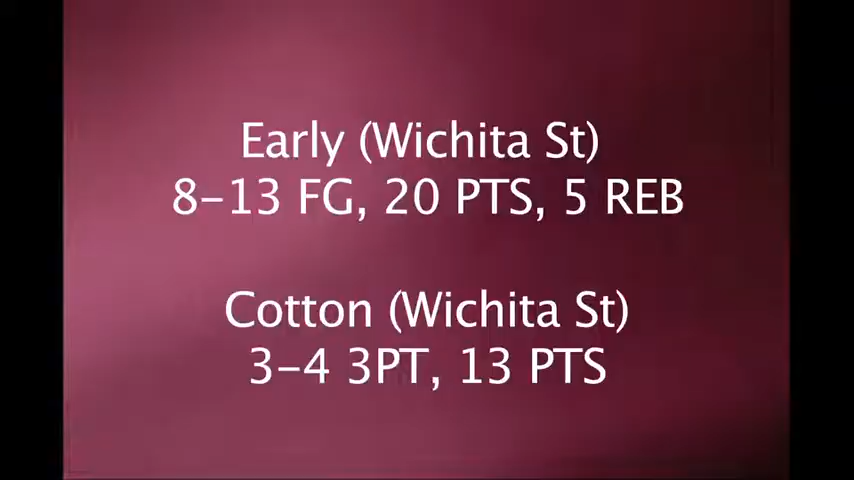 Early (Wichita St)
8-13 FG, 20 PTS, 5 REB
Cotton (Wichita St)
3-4 3PT, 13 PTS